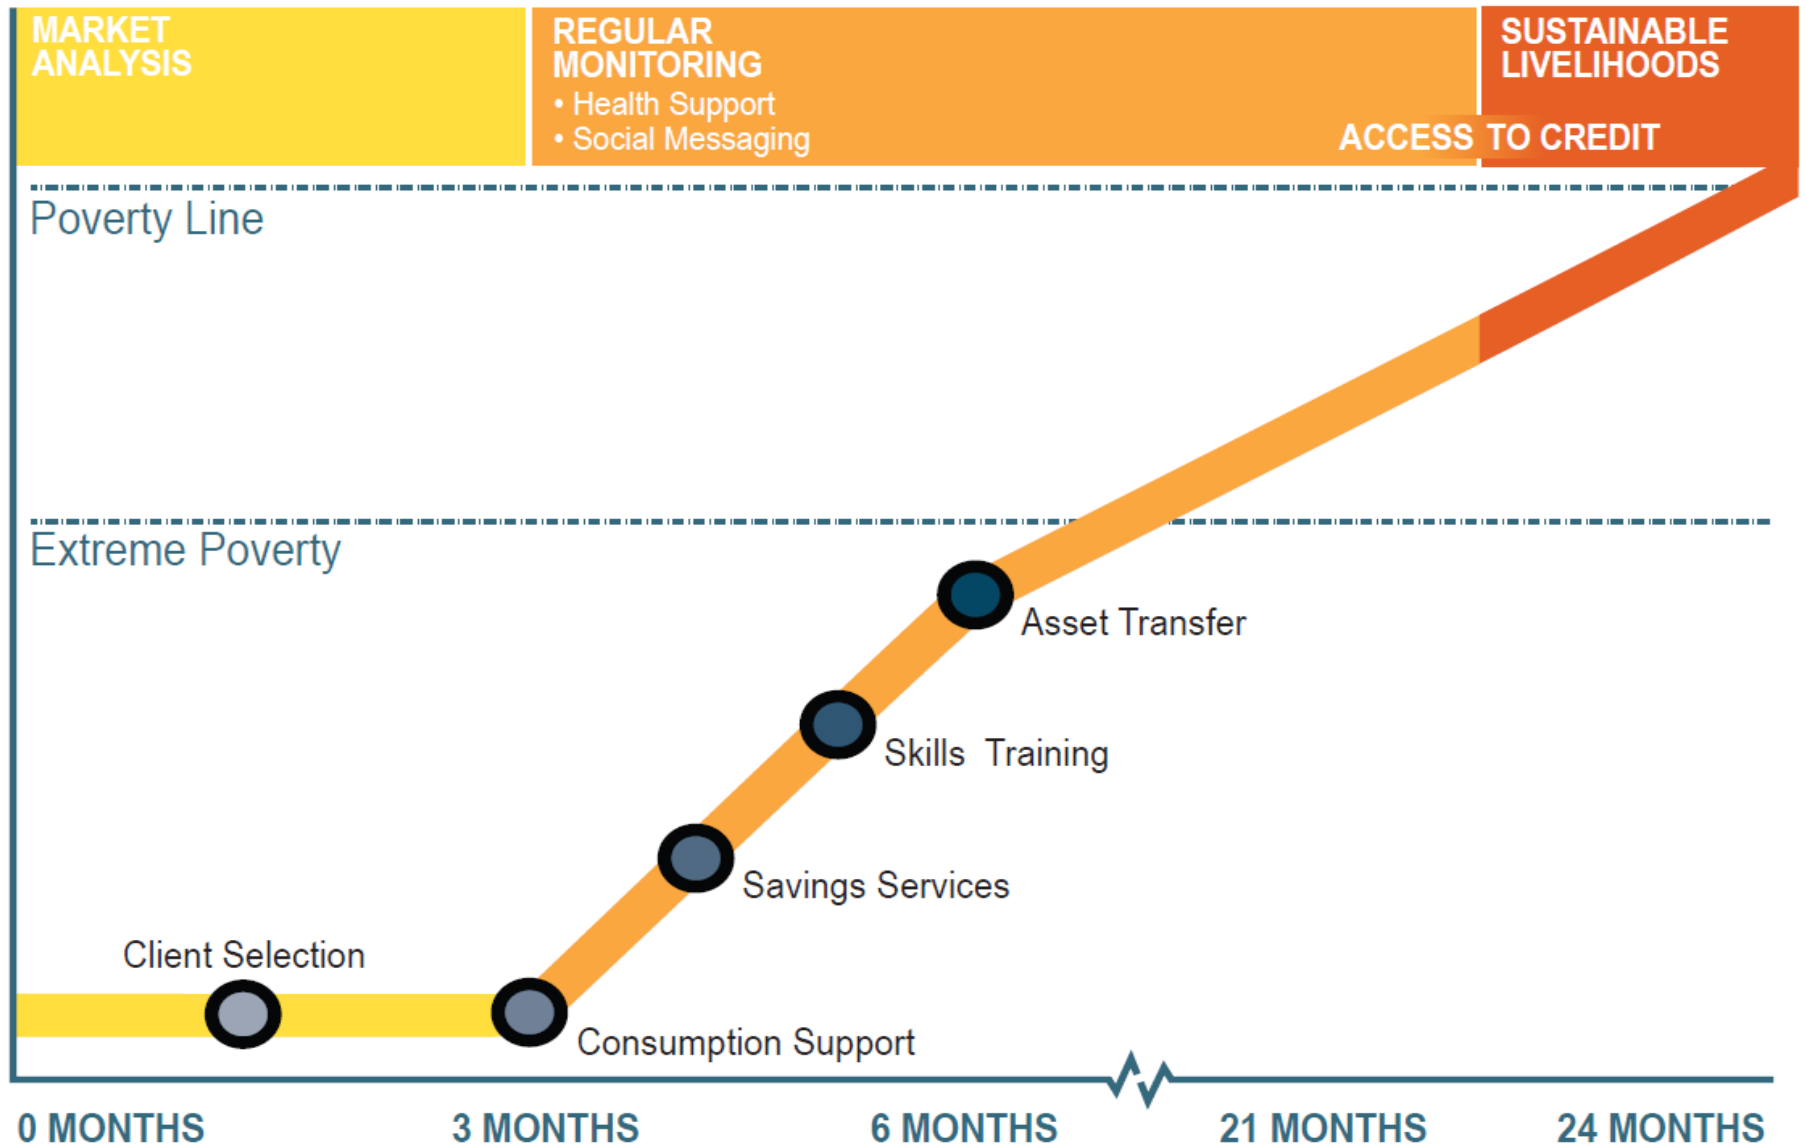 MARKET
ANALYSIS
REGULAR
MONITORING
• Health Support
• Social Messaging
SUSTAINABLE
LIVELIHOODS
ACCESS TO CREDIT
Poverty Line
Extreme Poverty
Asset Transfer
Skills Training
Savings Services
Client Selection
Consumption Support
0 MONTHS
3 MONTHS
6 MONTHS
21 MONTHS
24 MONTHS